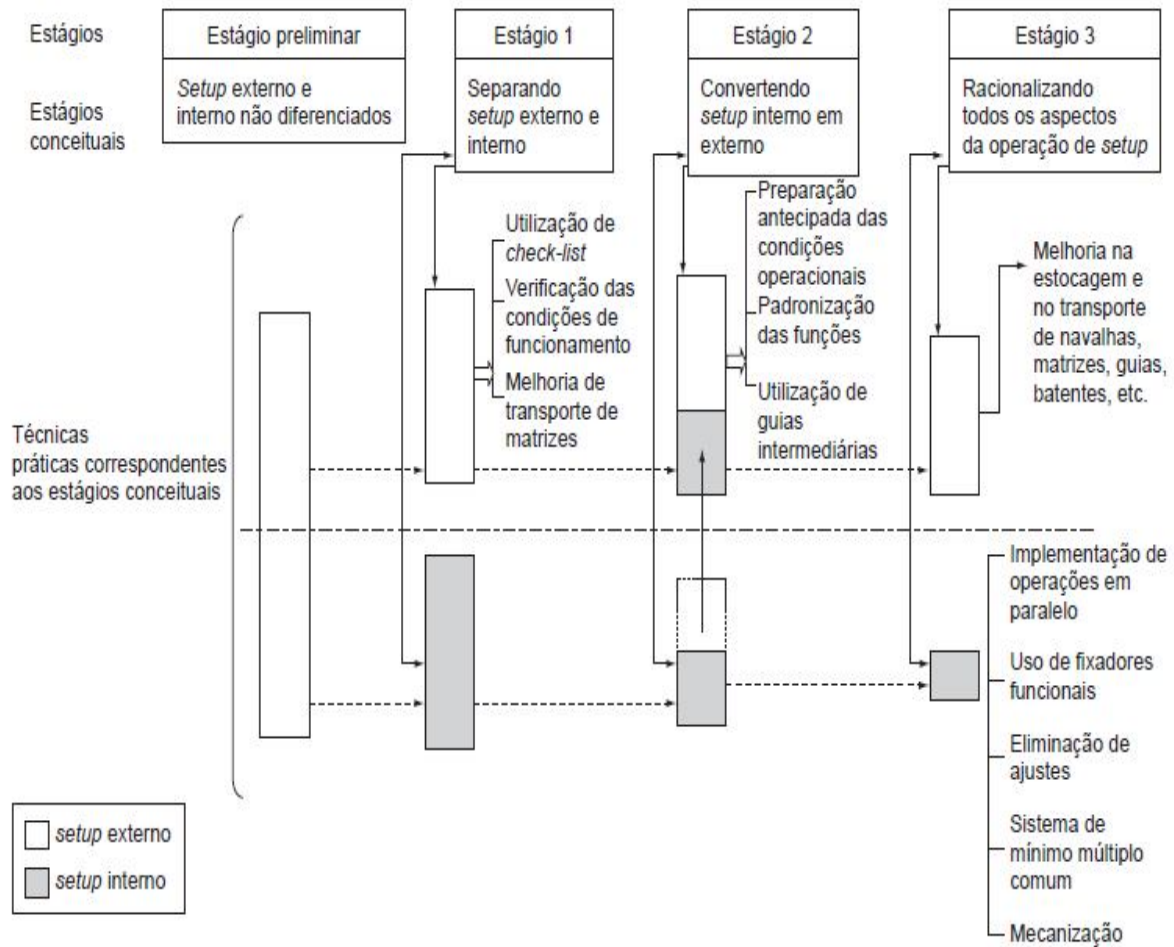 Estágios
Estágio preliminar
Estágio 1
Estágio 2
Estágio 3
Estágios
conceituais
Setup externo e
interno não diferenciados
Separando
setup externo e
interno
Convertendo
setup interno em
externo
Racionalizando
todos os aspectos
da operação de setup
Técnicas
práticas correspondentes
aos estágios conceituais
Utilização de
check-list
Verificação das
condições de
funcionamento
Melhoria de
transporte de
matrizes
Preparação
antecipada das
condições
operacionais
Padronização
das funções
Utilização de
guias
intermediárias
Melhoria na
estocagem e
no transporte
de navalhas,
matrizes, guias,
batentes, etc.
Implementação de
operações em
paralelo
Uso de fixadores
funcionais
Eliminação de
ajustes
Sistema de
mínimo múltiplo
comum
Mecanização
setup externo
setup interno